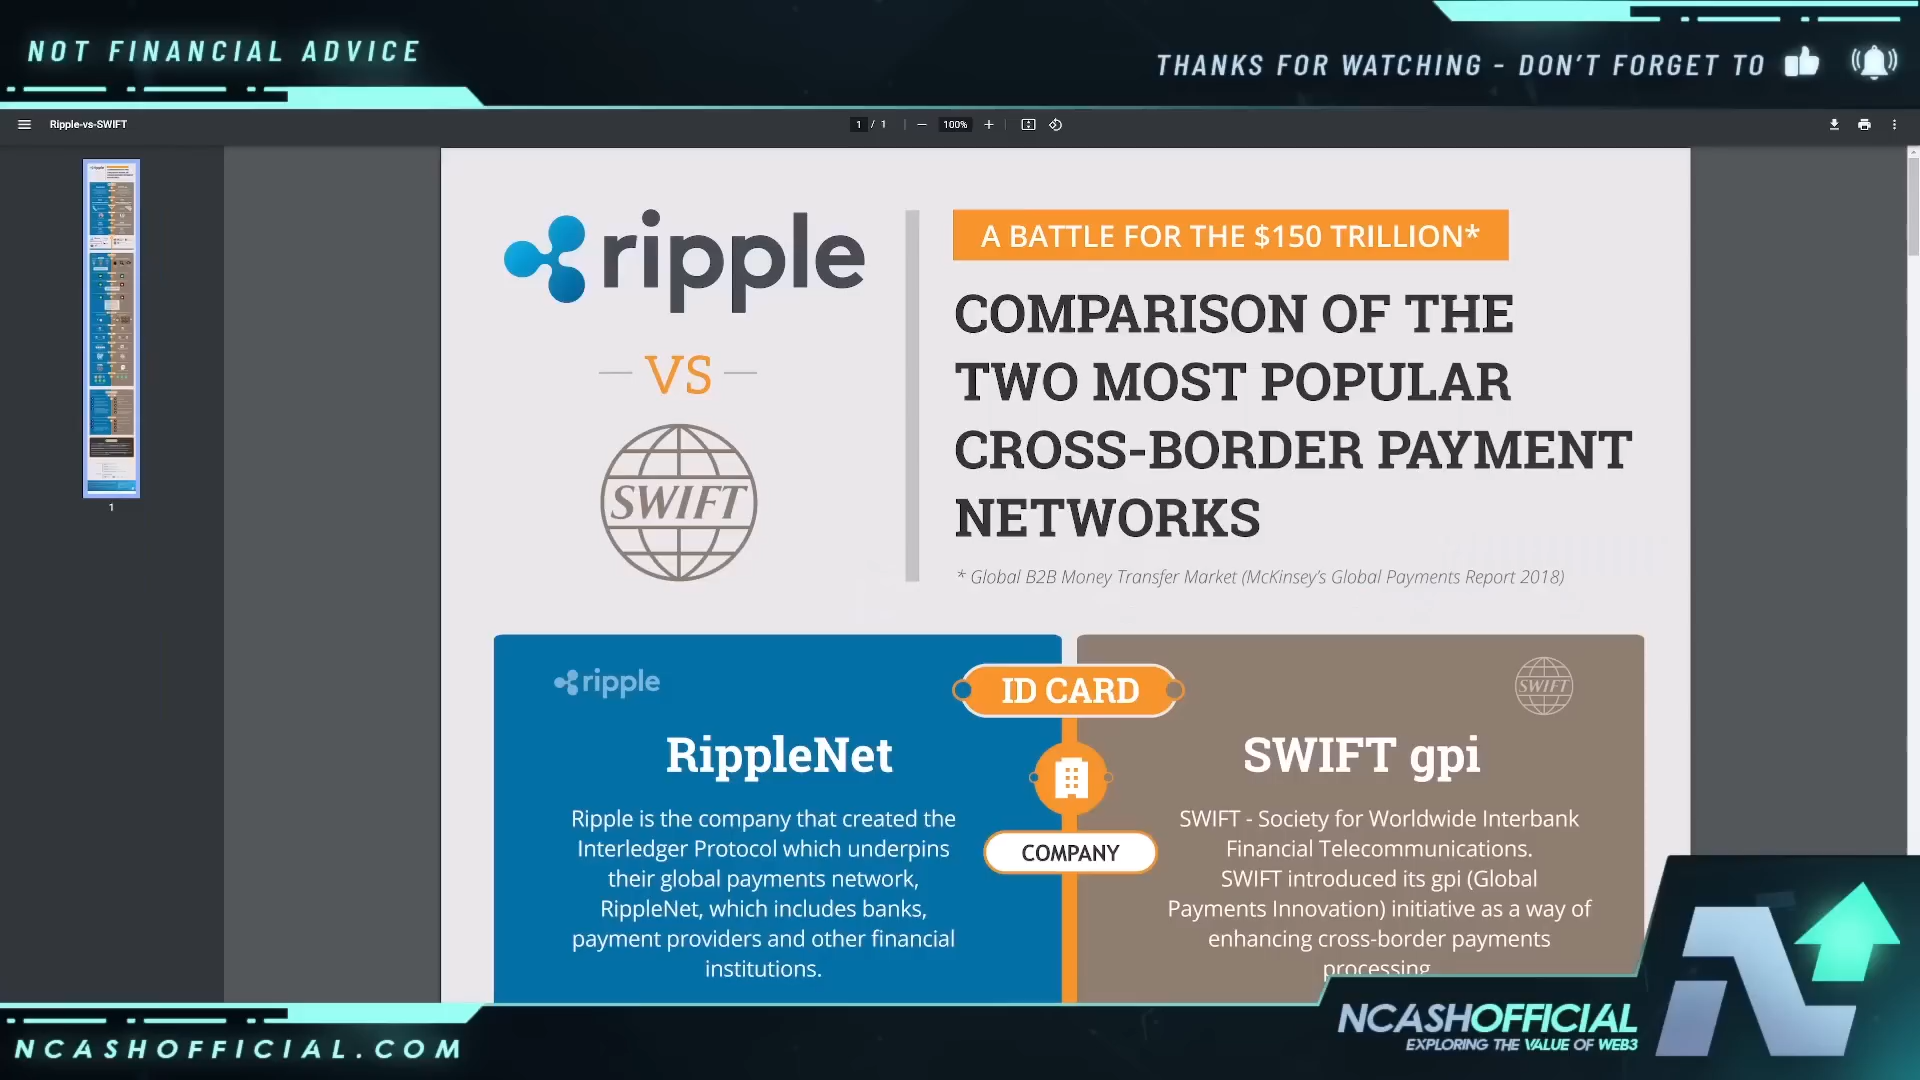 NOT FINANCIAL ADVICE
THANKS FOR WATCHING - DON'T FORGET TO
Ripple-vs-SWIFT
1 / 1
100%
ripple
VS
SWIFT
A BATTLE FOR THE $150 TRILLION*
COMPARISON OF THE
TWO MOST POPULAR
CROSS-BORDER PAYMENT
NETWORKS
* Global B2B Money Transfer Market (McKinsey's Global Payments Report 2018)
1
ripple
ID CARD
SWIFT
RippleNet
Ripple is the company that created the
Interledger Protocol which underpins
their global payments network,
RippleNet, which includes banks,
payment providers and other financial
institutions.
COMPANY
SWIFT gpi
SWIFT - Society for Worldwide Interbank
Financial Telecommunications.
SWIFT introduced its gpi (Global
Payments Innovation) initiative as a way of
enhancing cross-border payments
processing
NCASHOFFICIAL.COM
NCASHOFFICIAL
EXPLORING THE VALUE OF WEB3